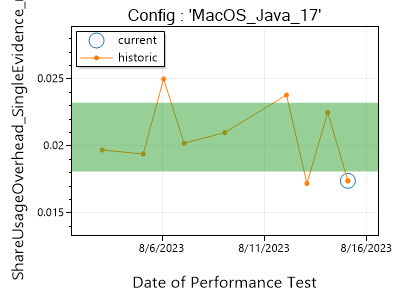 Config : 'MacOS_Java_17'
current
historic
ShareUsageOverhead_SingleEvidence_
0.025
0.02
0.015
8/6/2023
8/11/2023
8/16/2023
Date of Performance Test